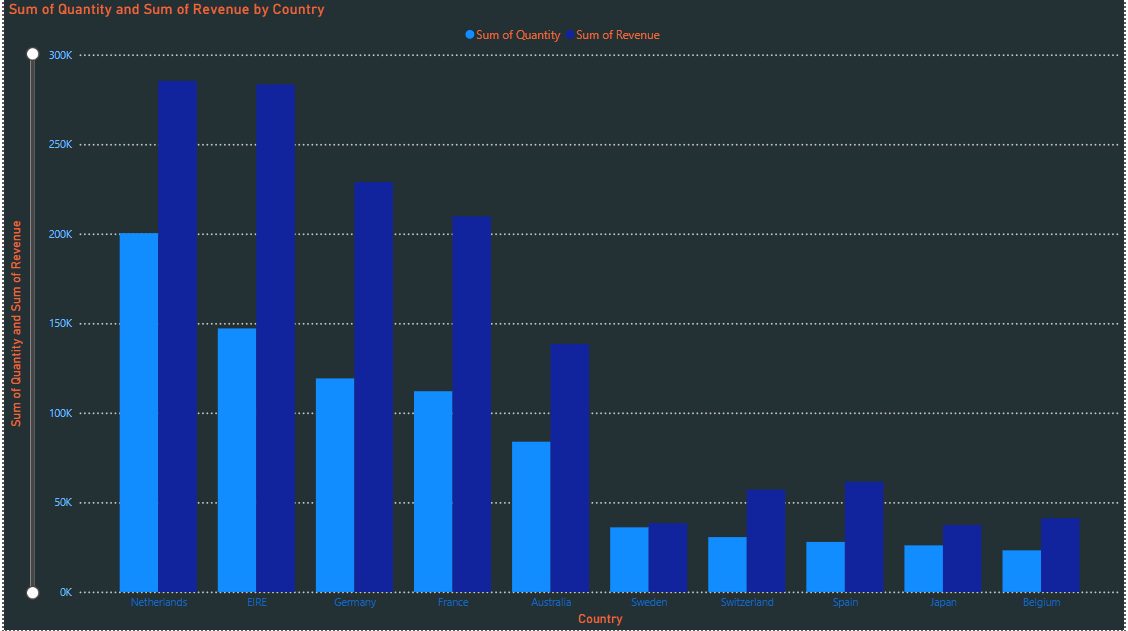 Sum of Quantity and Sum of Revenue by Country
Sum of Quantity Sum of Revenue
300K
250K
200K
150K
100K
50K
0K
Sum of Quantity and Sum of Revenue
Netherlands EIRE Germany France Australia Sweden Switzerland Spain Japan Belgium
Country